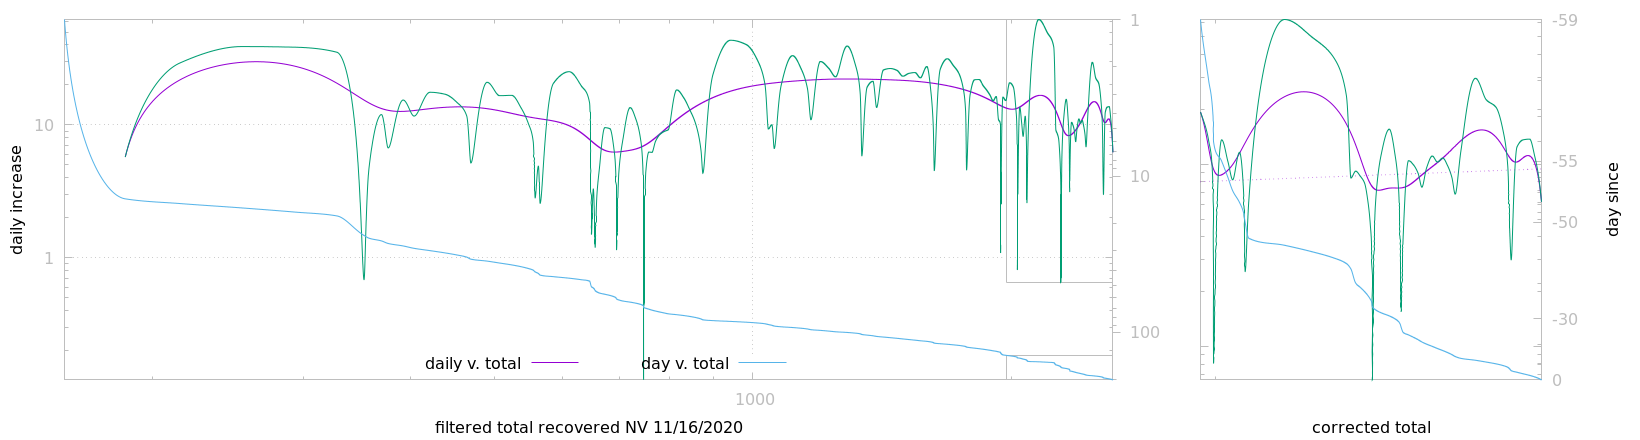 daily increase
10
1
1
10
100
1000
daily v. total
day v. total
filtered total recovered NV 11/16/2020
-59
-55
-50
-30
0
day since
corrected total